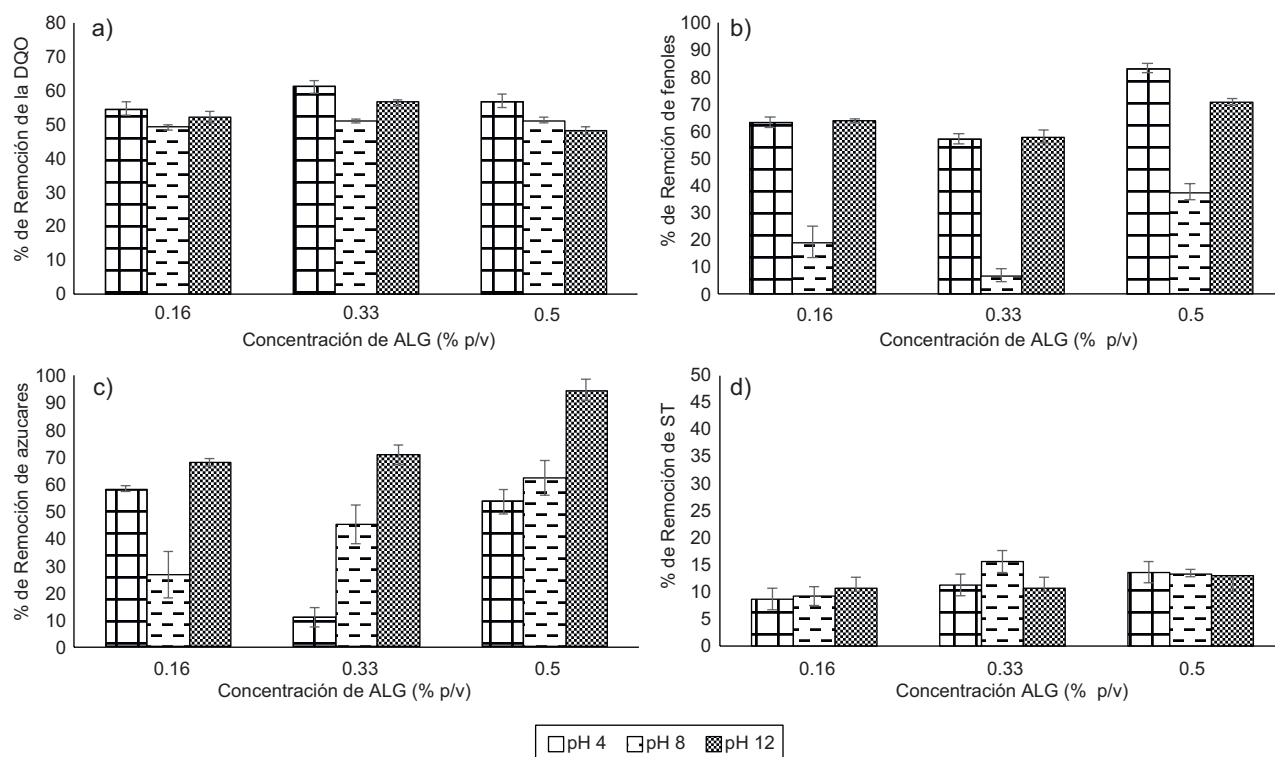 a)
% de Remoción de la DQO
80
70
60
50
40
30
20
10
0
0.16 0.33 0.5
Concentración de ALG (% p/v)
b)
% de Remción de fenoles
100
90
80
70
60
50
40
30
20
10
0
0.16 0.33 0.5
Concentración de ALG (% p/v)
c)
% de Remoción de azucares
100
90
80
70
60
50
40
30
20
10
0
0.16 0.33 0.5
Concentración de ALG (% p/v)
d)
% de Remoción de ST
50
45
40
35
30
25
20
15
10
5
0
0.16 0.33 0.5
Concentración ALG (% p/v)
pH 4 pH 8 pH 12